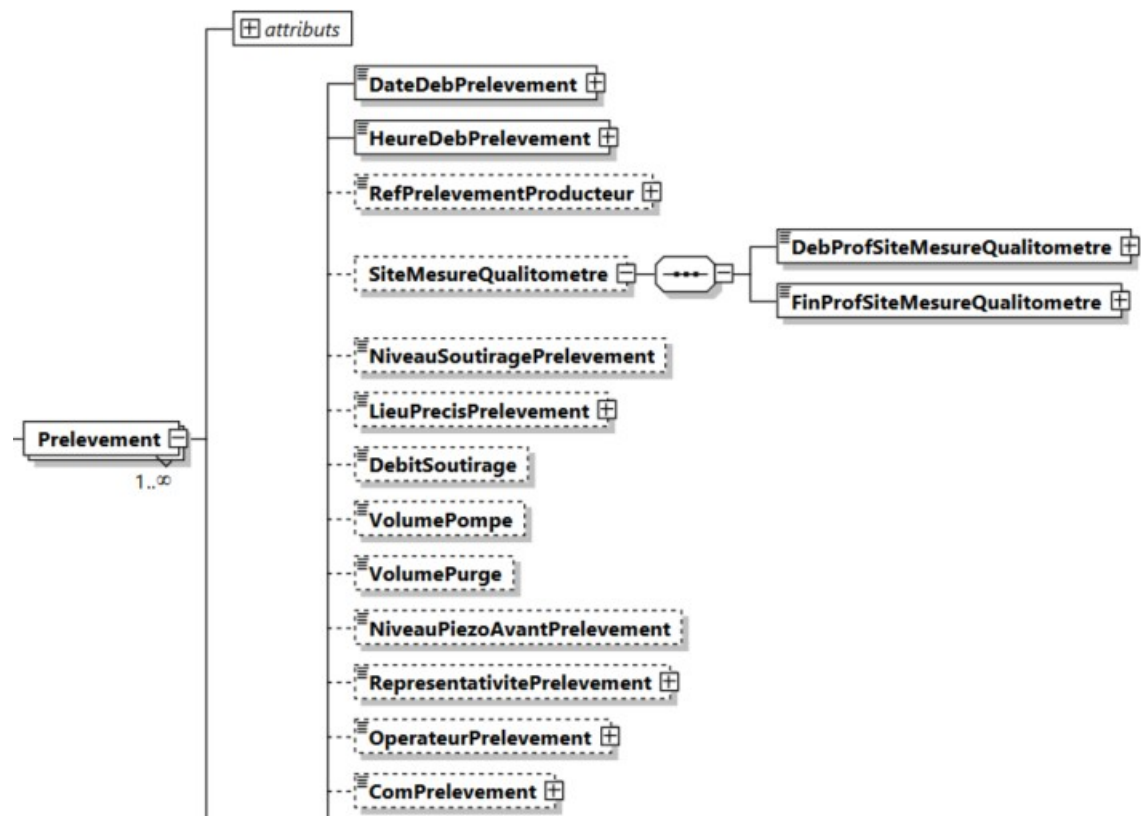 attributs
DateDebPrelevement
HeureDebPrelevement
RefPrelevementProducteur
DebProfSiteMesureQualitometre
SiteMesureQualitometre
FinProfSiteMesureQualitometre
NiveauSoutiragePrelevement
LieuPrecisPrelevement
Prelevement
1..∞
DebitSoutirage
VolumePompe
VolumePurge
NiveauPiezoAvantPrelevement
RepresentativitePrelevement
OperateurPrelevement
ComPrelevement